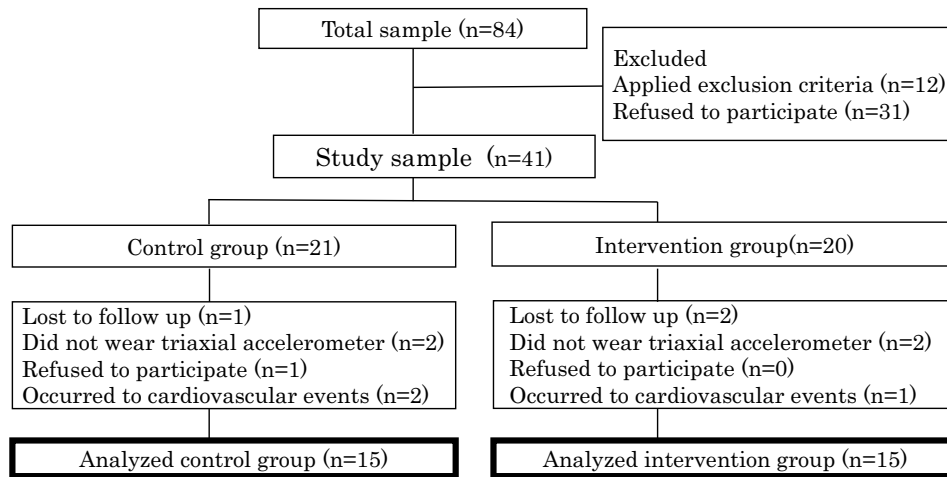 Total sample (n=84)
Excluded
Applied exclusion criteria (n=12)
Refused to participate (n=31)
Study sample (n=41)
Control group (n=21)
Intervention group(n=20)
Lost to follow up (n=1)
Did not wear triaxial accelerometer (n=2)
Refused to participate (n=1)
Occurred to cardiovascular events (n=2)
Lost to follow up (n=2)
Did not wear triaxial accelerometer (n=2)
Refused to participate (n=0)
Occurred to cardiovascular events (n=1)
Analyzed control group (n=15)
Analyzed intervention group (n=15)